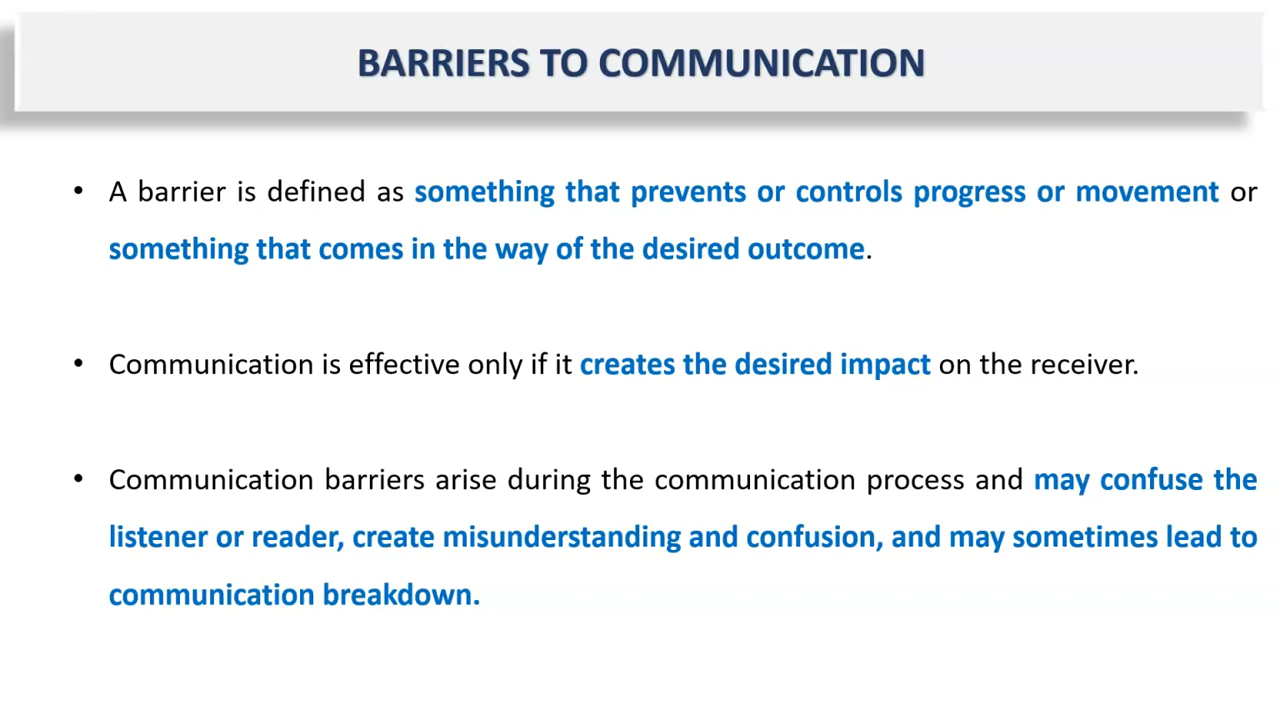 BARRIERS TO COMMUNICATION
• A barrier is defined as something that prevents or controls progress or movement or
something that comes in the way of the desired outcome.
• Communication is effective only if it creates the desired impact on the receiver.
• Communication barriers arise during the communication process and may confuse the
listener or reader, create misunderstanding and confusion, and may sometimes lead to
communication breakdown.